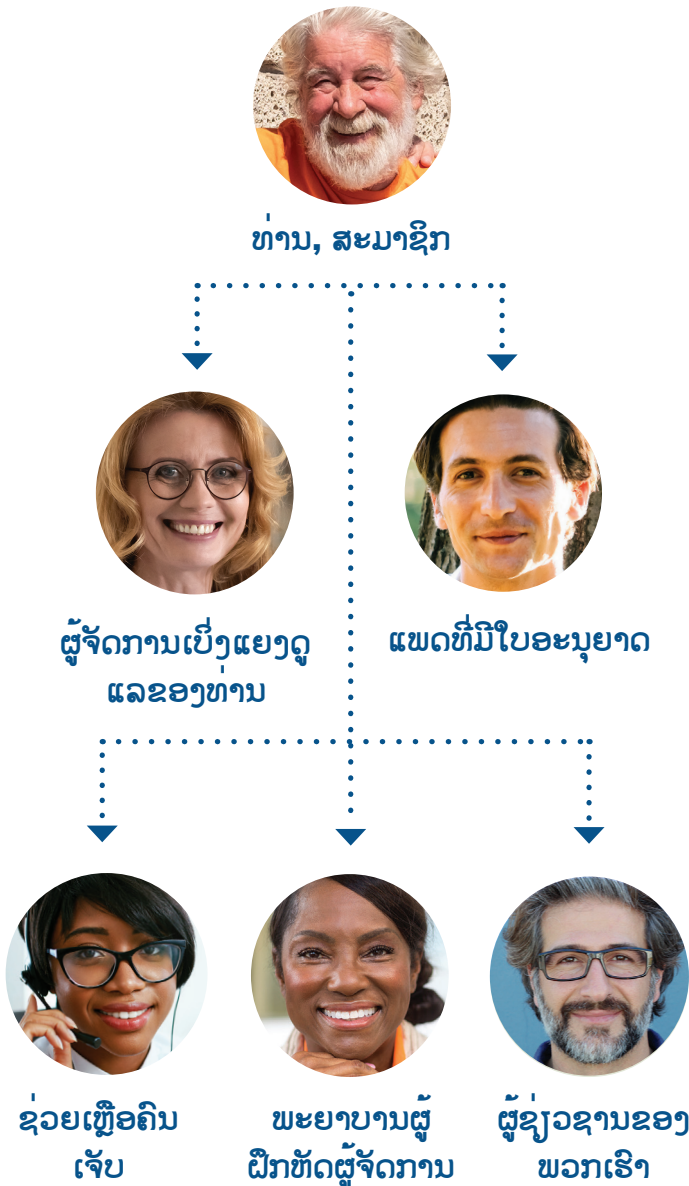 ທ່ານ, ສະມາຊິກ
ຜູ້ຈັດການເບິ່ງແຍງດູ
ແລຂອງທ່ານ
ແພດທີ່ມີໃບອະນຸຍາດ
ຊ່ວຍເຫຼືອຄົນ
ເຈັບ
ພະຍາບານຜູ້
ຝຶກຫັດຜູ້ຈັດການ
ຜູ້ຊ່ຽວຊານຂອງ
ພວກເຮົາ